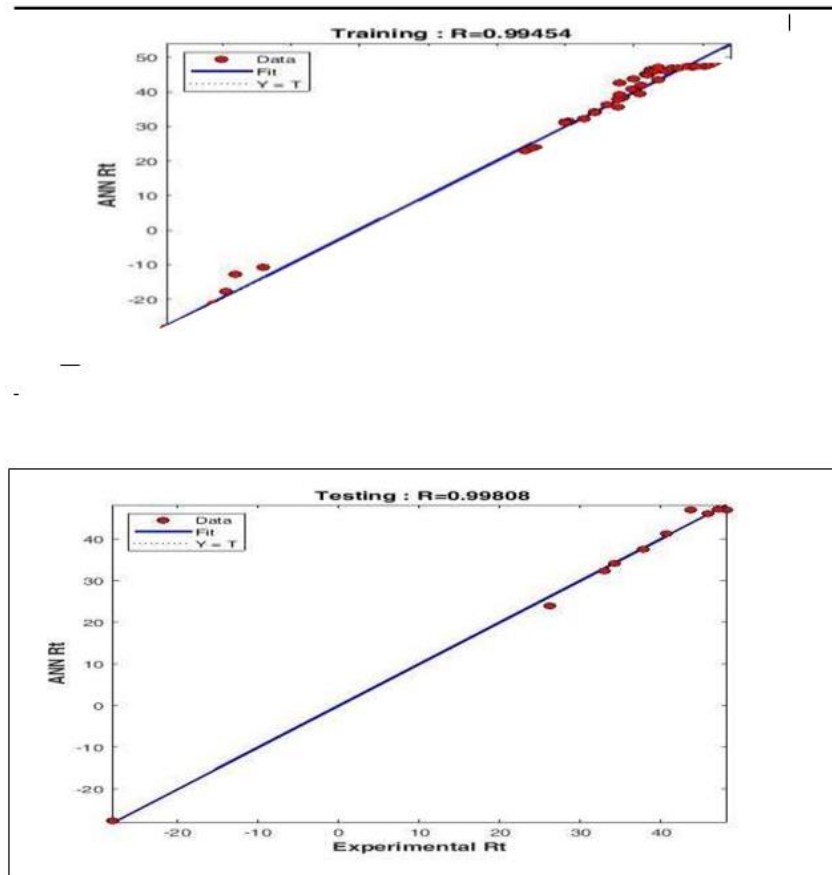 Training : R=0.99454
Data
Fit
Y = T
50
40
30
20
10
0
-10
-20
ANN Rt
Testing : R=0.99808
Data
Fit
Y = T
40
30
20
10
0
-10
-20
ANN Rt
-20 -10 0 10 20 30 40
Experimental Rt